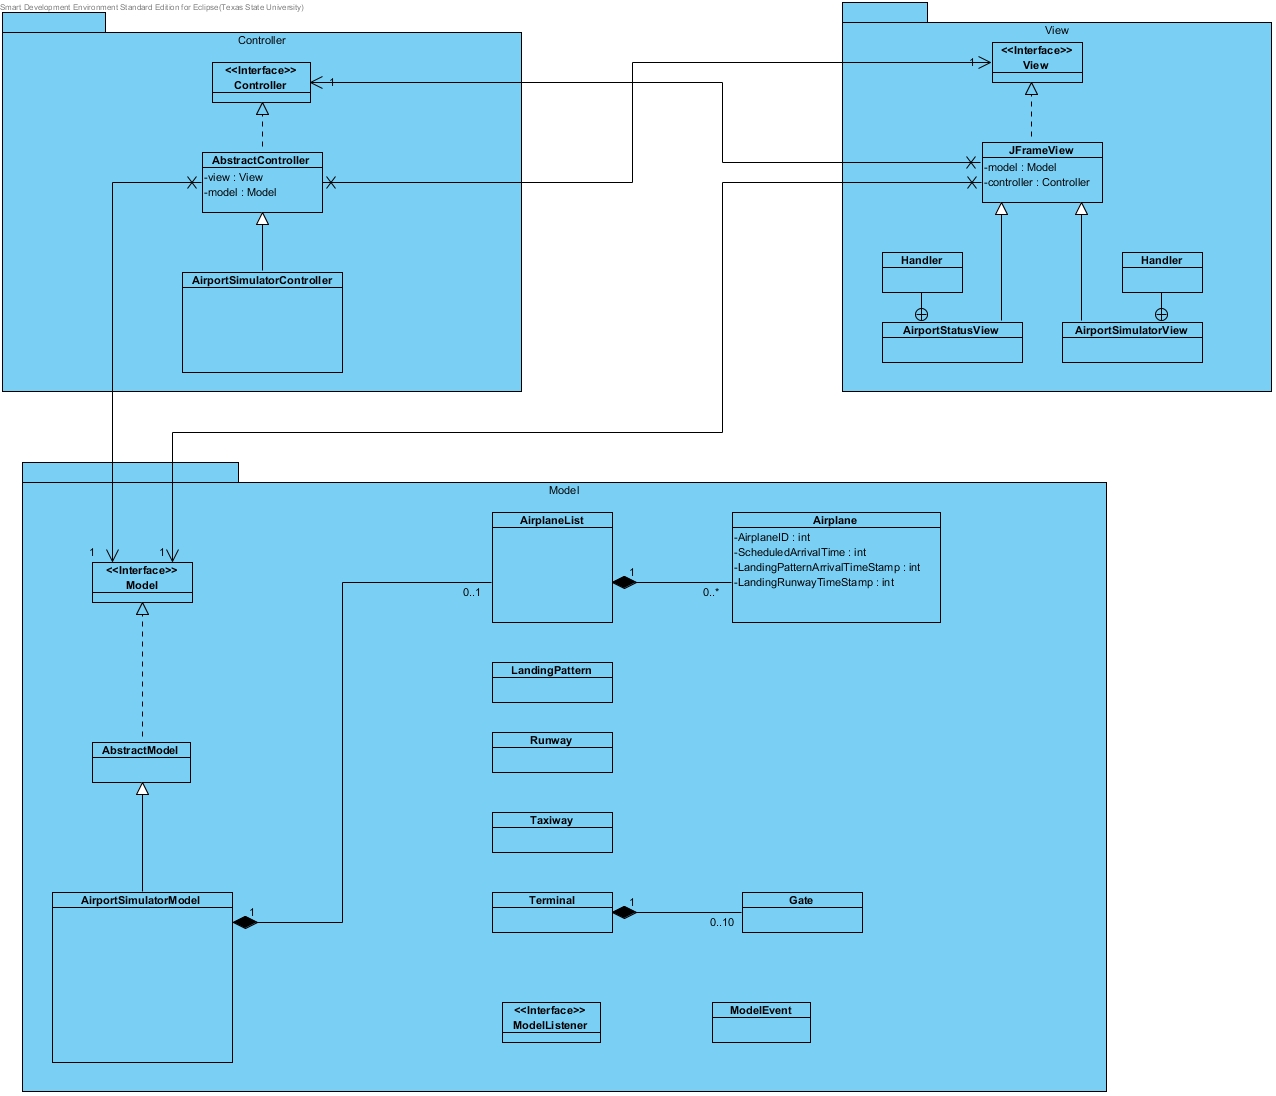 Smart Development Environment Standard Edition for Eclipse(Texas State University)
Controller
<<Interface>>
Controller
1
AbstractController
-view : View
-model : Model
AirportSimulatorController
View
<<Interface>>
View
1
JFrameView
-model : Model
-controller : Controller
Handler
Handler
AirportStatusView
AirportSimulatorView
Model
1
1
<<Interface>>
Model
AbstractModel
AirportSimulatorModel
1
AirplaneList
0..1
1
0..*
Airplane
-AirplaneID : int
-ScheduledArrivalTime : int
-LandingPatternArrivalTimeStamp : int
-LandingRunwayTimeStamp : int
LandingPattern
Runway
Taxiway
Terminal
1
0..10
Gate
<<Interface>>
ModelListener
ModelEvent